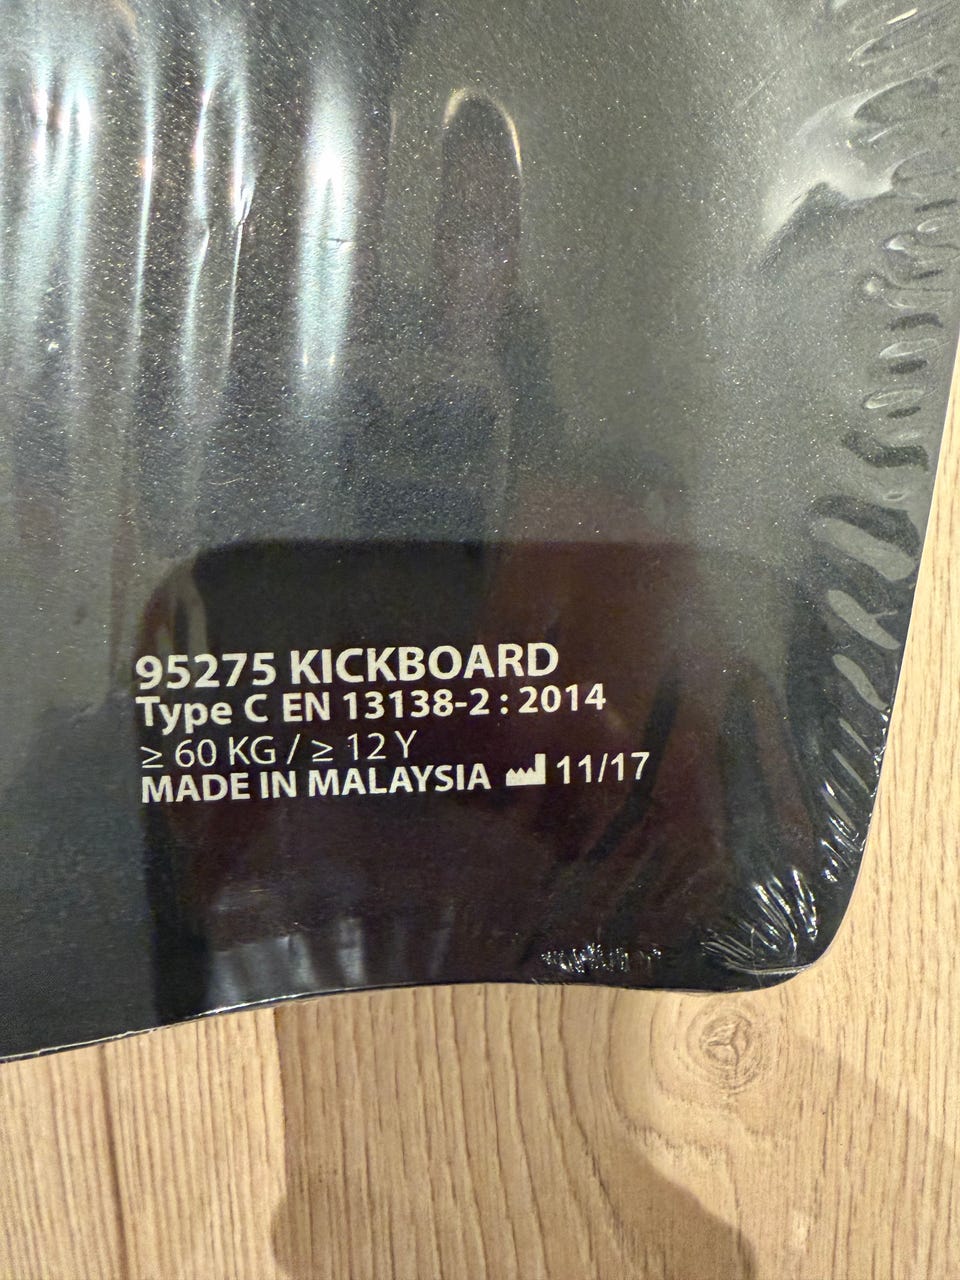 95275 KICKBOARD
Type C EN 13138-2 : 2014
≥ 60 KG / ≥ 12 Y
MADE IN MALAYSIA 11/17